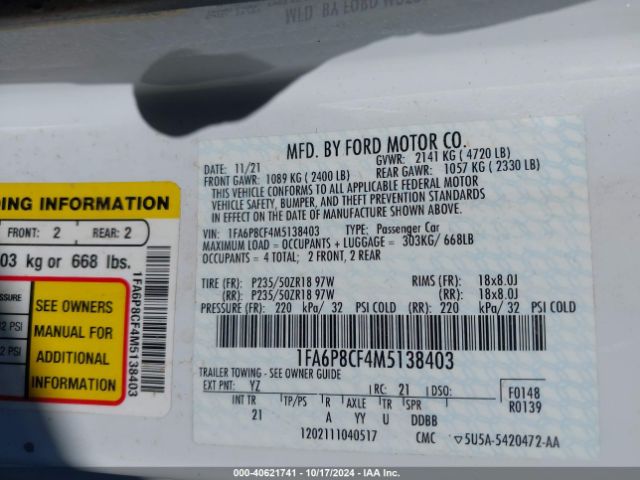 MFD. BY FORD MOTOR CO.
DATE: 11/21
GVWR: 2141 KG ( 4720 LB)
FRONT GAWR: 1089 KG ( 2400 LB)
REAR GAWR: 1057 KG ( 2330 LB)
THIS VEHICLE CONFORMS TO ALL APPLICABLE FEDERAL MOTOR
VEHICLE SAFETY, BUMPER, AND THEFT PREVENTION STANDARDS
IN EFFECT ON THE DATE OF MANUFACTURE SHOWN ABOVE.
VIN: 1FA6P8CF4M5138403
TYPE: Passenger Car
MAXIMUM LOAD = OCCUPANTS + LUGGAGE = 303KG/ 668LB
OCCUPANTS = 4 TOTAL; 2 FRONT, 2 REAR
TIRE (FR): P235/50ZR18 97W RIMS (FR): 18x8.0J
(RR): P235/50ZR18 97W (RR): 18x8.0J
PRESSURE (FR): 220 kPa/ 32 PSI COLD (RR): 220 kPa/ 32 PSI COLD
1FA6P8CF4M5138403
TRAILER TOWING - SEE OWNER GUIDE
EXT PNT: YZ RC: 21 DSO:
F0148
R0139
INT TR TP/PS R AXLE TR SPR
21 A YY U DDBB
1202111040517 CMC 5U5A-5420472-AA
DING INFORMATION
FRONT: 2 REAR: 2
03 kg or 668 lbs.
SSURE
2 PSI
2 PSI
SEE OWNERS
MANUAL FOR
ADDITIONAL
INFORMATION
1FA6P8CF4M5138403
000-40621741 - 10/17/2024 - IAA Inc.